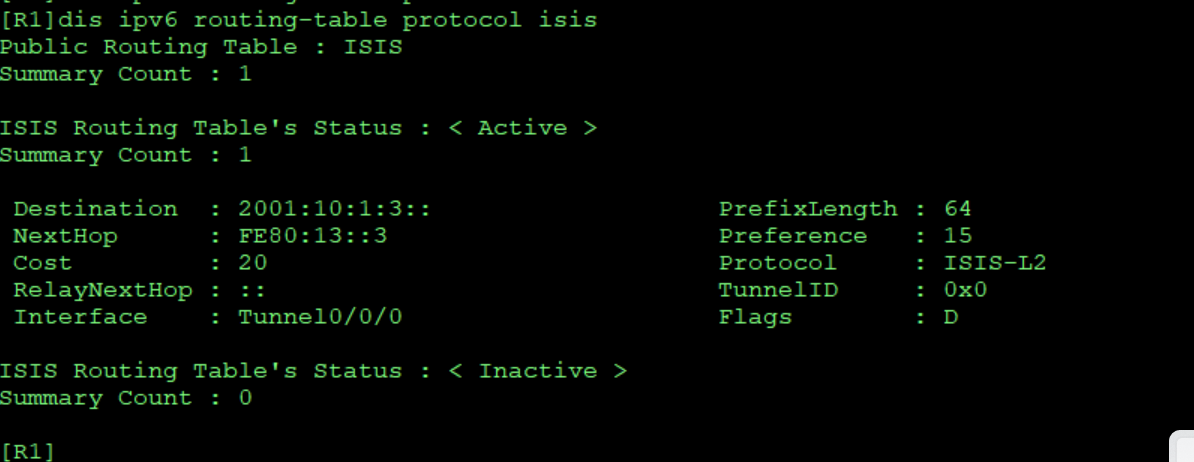 [R1]dis ipv6 routing-table protocol isis
Public Routing Table : ISIS
Summary Count : 1
ISIS Routing Table's Status : < Active >
Summary Count : 1
Destination : 2001:10:1:3:: PrefixLength : 64
NextHop : FE80:13::3 Preference : 15
Cost : 20 Protocol : ISIS-L2
RelayNextHop : :: TunnelID : 0x0
Interface : Tunnel0/0/0 Flags : D
ISIS Routing Table's Status : < Inactive >
Summary Count : 0
[R1]